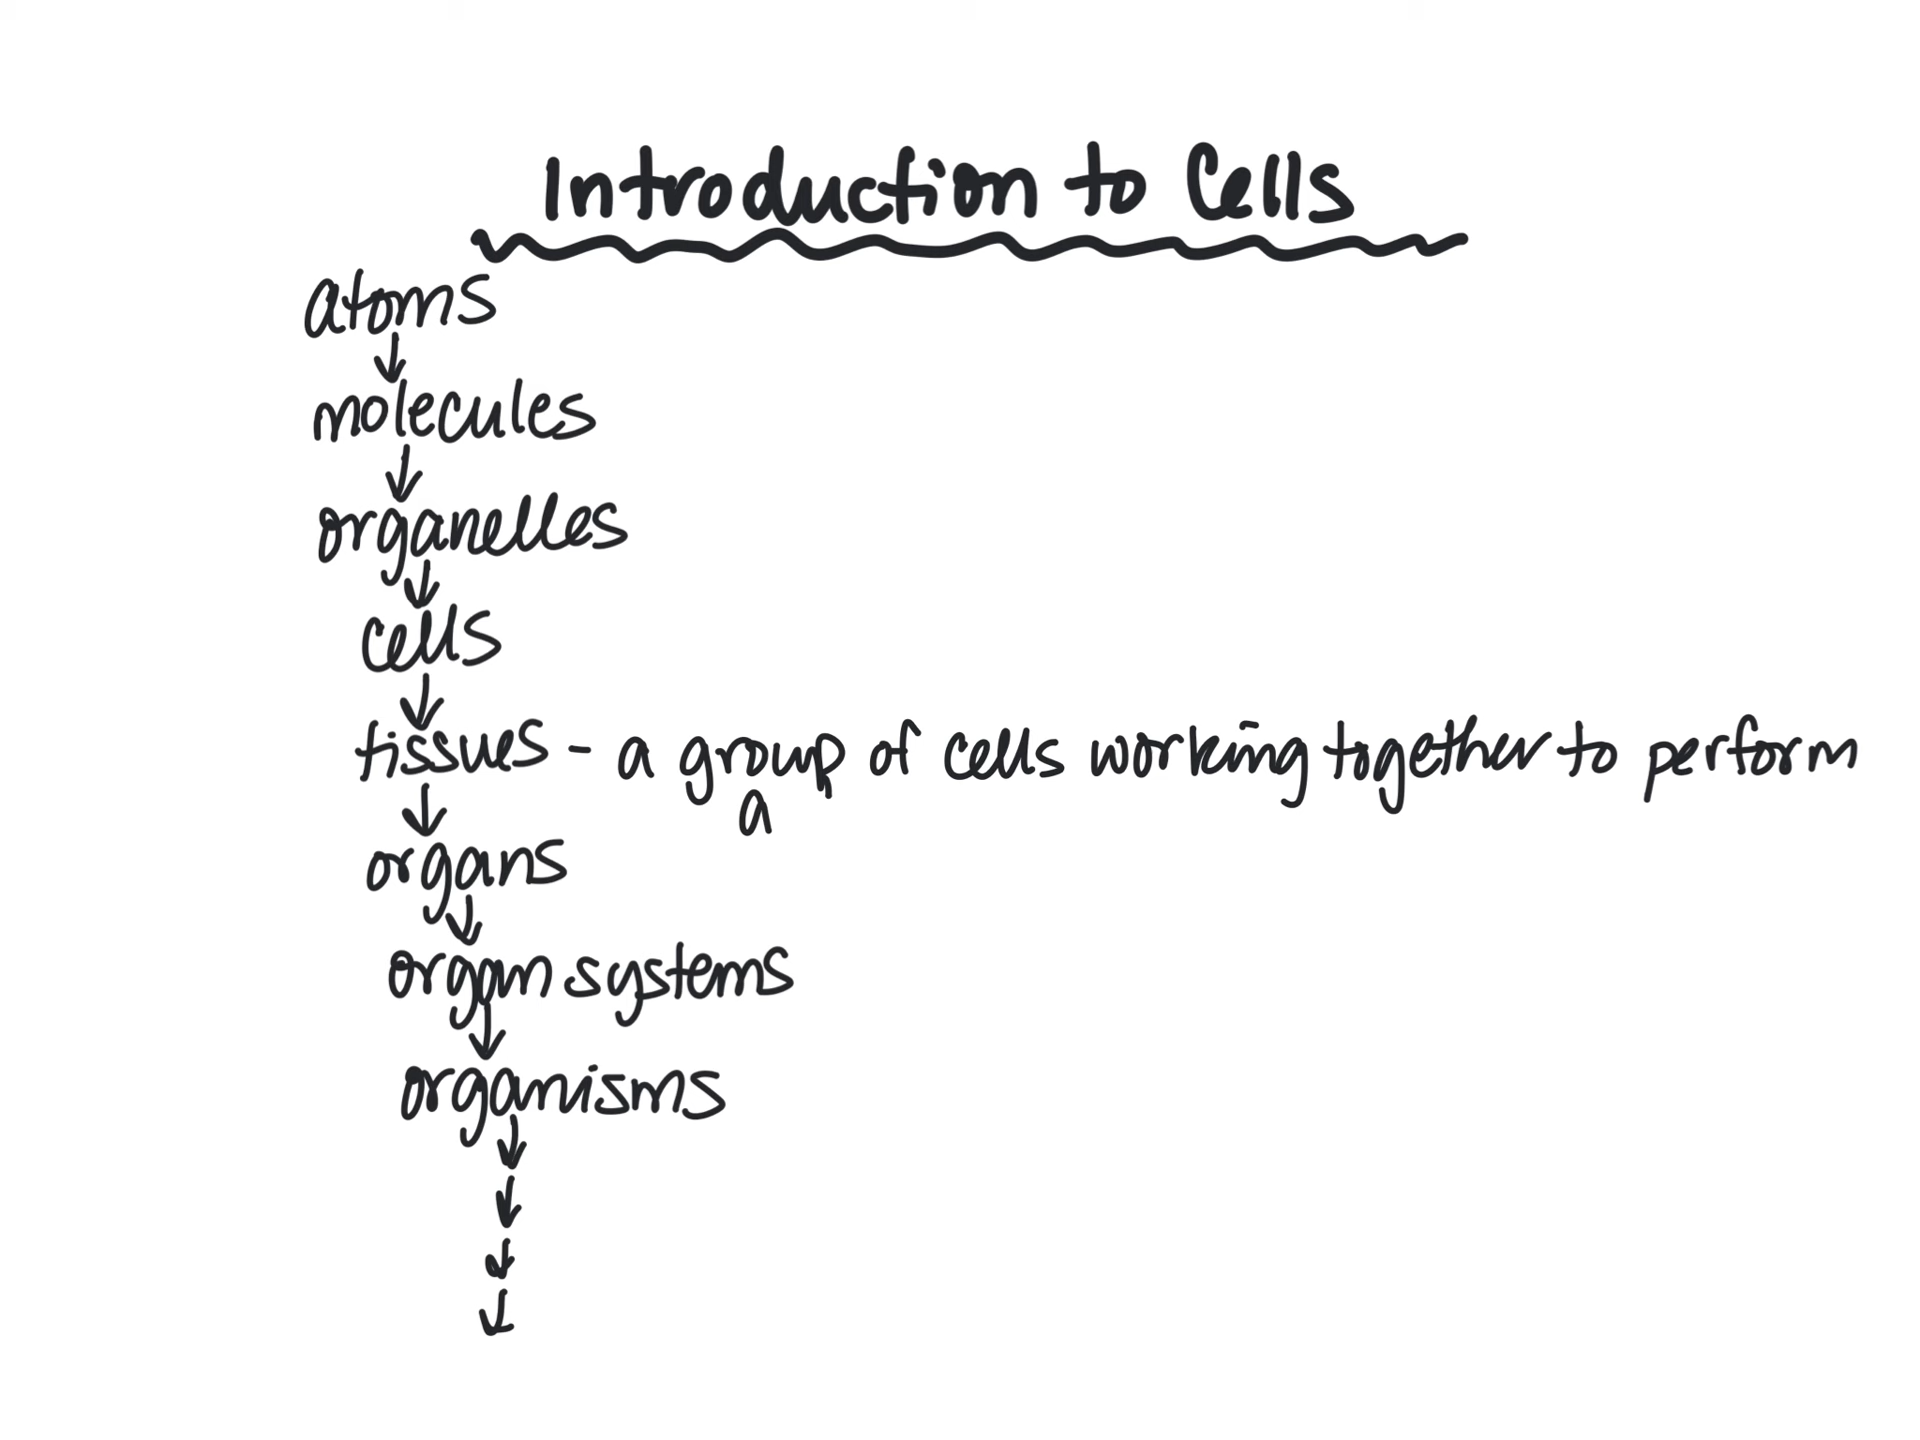 Introduction to Cells
atoms
↓
molecules
↓
organelles
↓
cells
↓
tissues - a group of cells working together to perform
a
↓
organs
↓
organ systems
↓
organisms
↓
↓
↓
↓